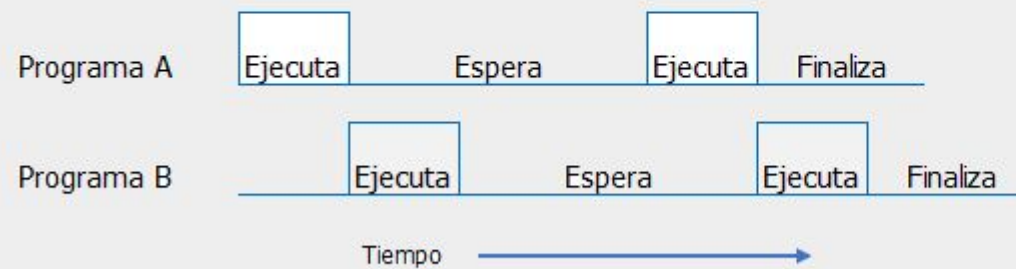 Programa A Ejecuta Espera Ejecuta Finaliza
Programa B Ejecuta Espera Ejecuta Finaliza
Tiempo